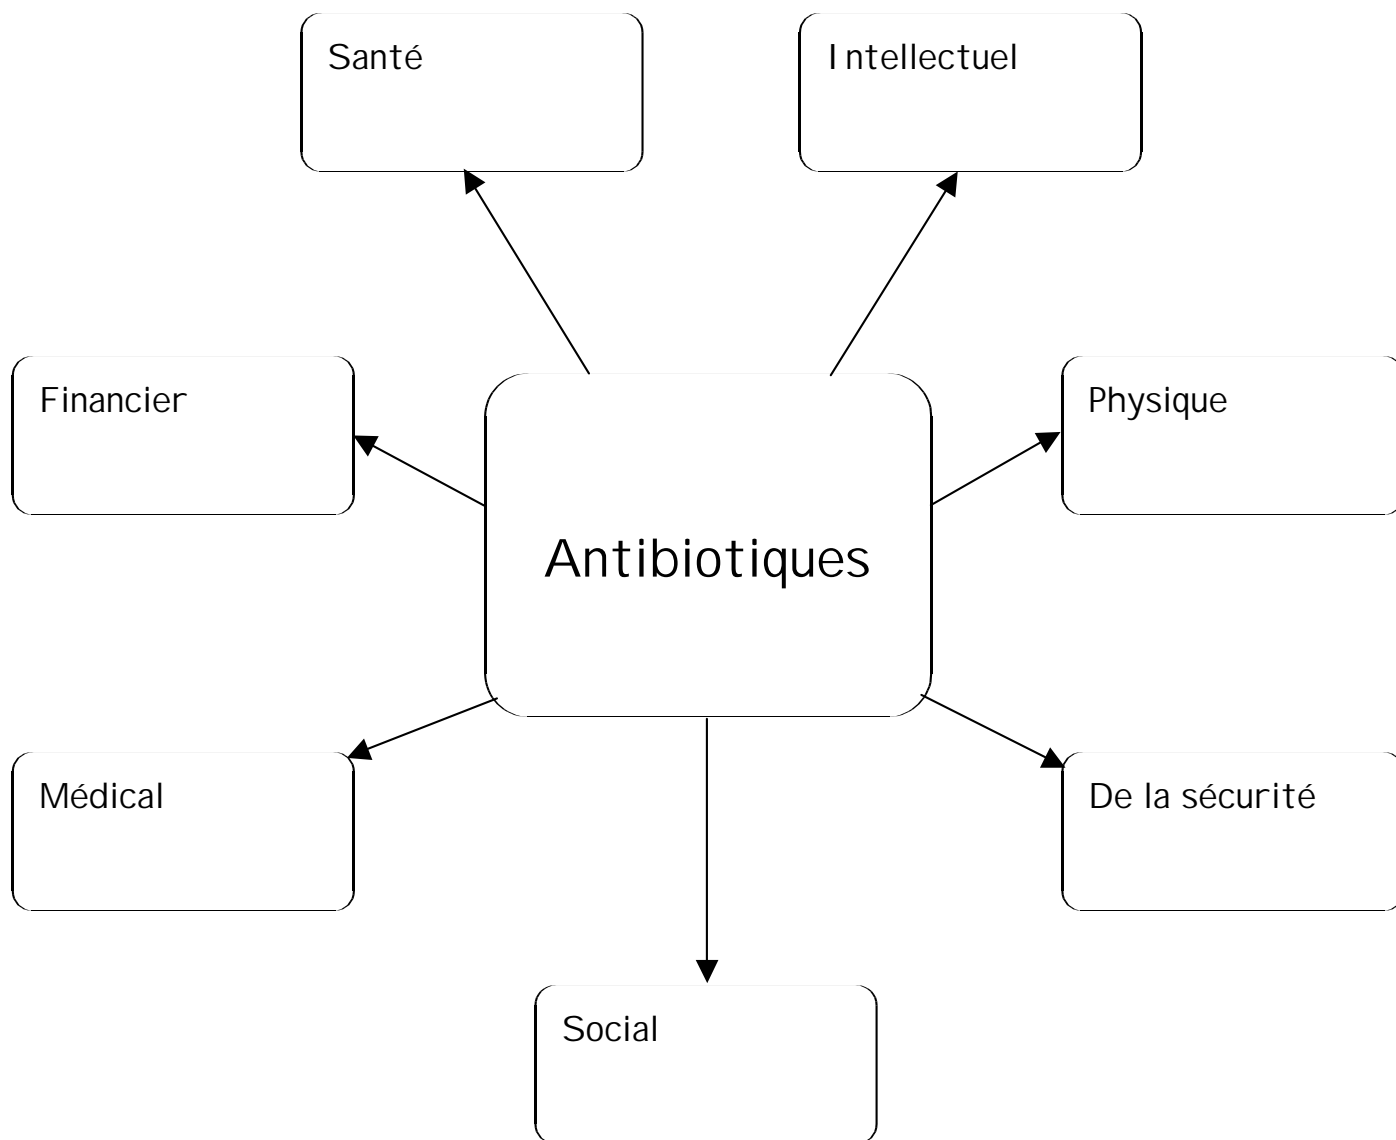 Santé
Intellectuel
Financier
Physique
Antibiotiques
Médical
De la sécurité
Social